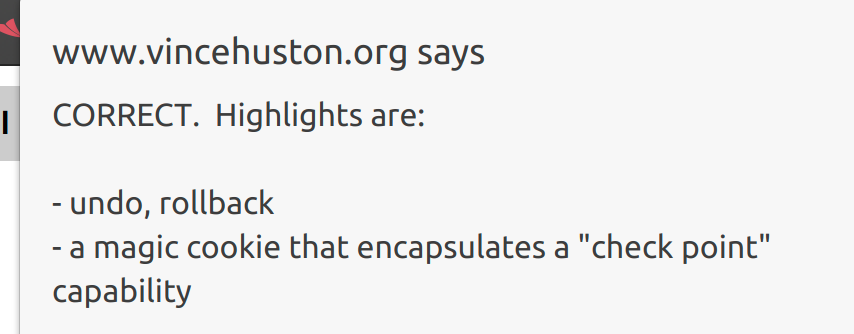 www.vincehuston.org says
CORRECT.  Highlights are:
- undo, rollback
- a magic cookie that encapsulates a "check point"
capability